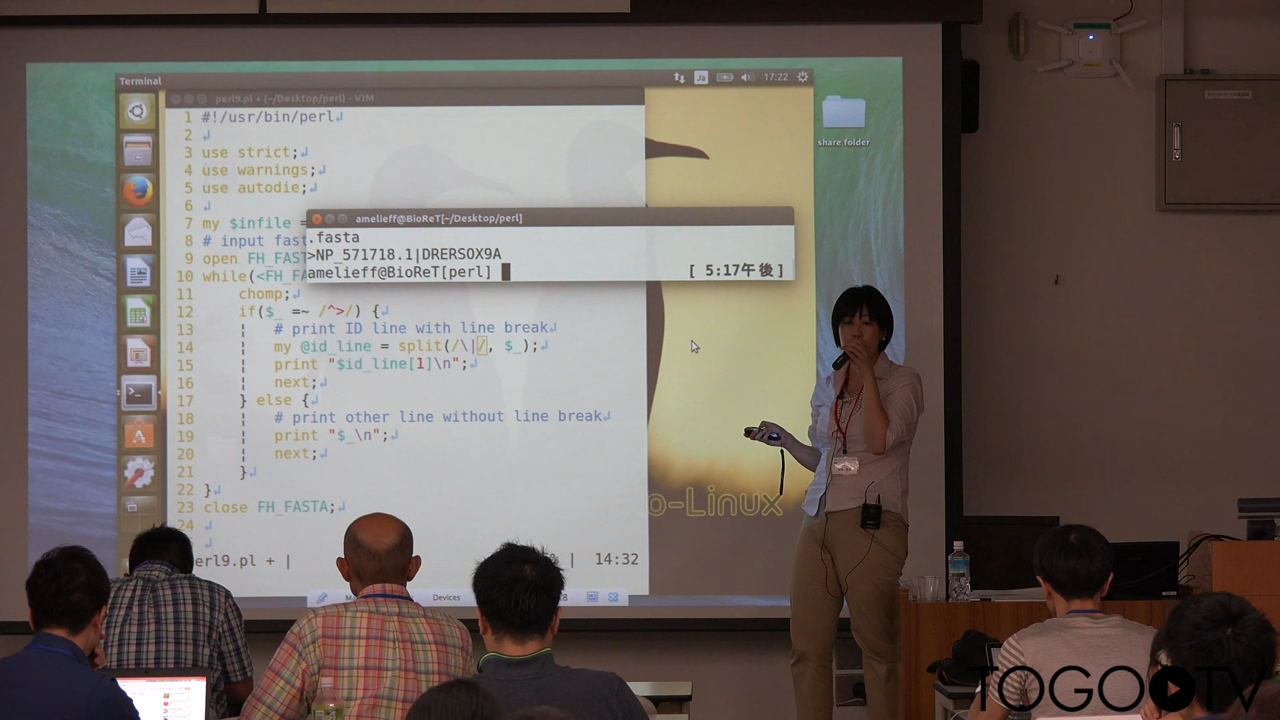 Terminal
17:22
perl9.pl + (~/Desktop/perl) - VIM
1 #!/usr/bin/perl
2
3 use strict;
4 use warnings;
5 use autodie;
6
7 my $infile =
8 # input fast
9 open FH_FAST
10 while(<FH_FA
11 chomp;
12 if($_ =~ /^>/) {
13 # print ID line with line break
14 my @id_line = split(/\|/, $_);
15 print "$id_line[1]\n";
16 next;
17 } else {
18 # print other line without line break
19 print "$_\n";
20 next;
21 }
22 }
23 close FH_FASTA;
24
erl9.pl + | % | 14:32
amelieff@BioReT[~/Desktop/perl]
.fasta
>NP_571718.1|DRERSOX9A
amelieff@BioReT[perl] [ 5:17午後]
share folder
o-Linux
Devices
TOGOTV